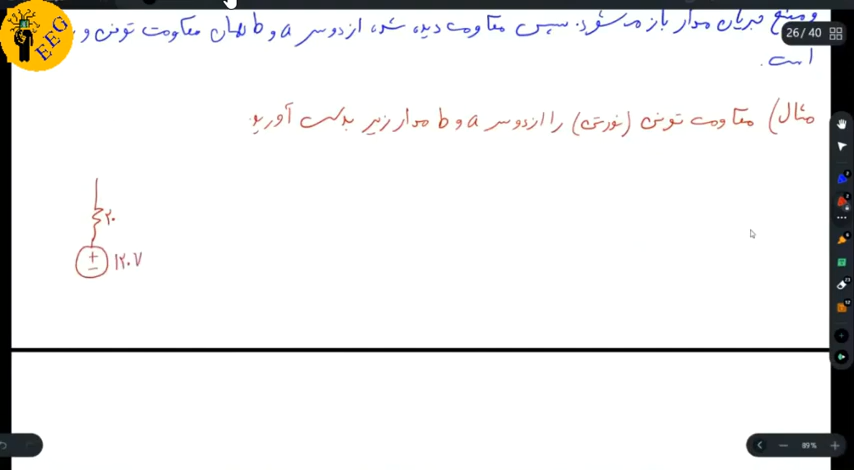 و منبع جریان مدار باز می‌شود. سپس مقاومت دیده شده از دو سر a و b همان مقاومت تونن و
است.
مثال) مقاومت تونن (نورتن) را از دو سر a و b مدار زیر بدست آورید.
۲۰
۱۲۰V
EEG
26 / 40
89%